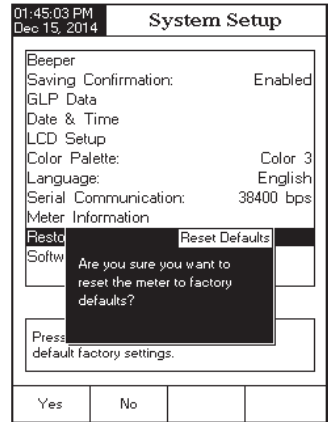 01:45:03 PM
Dec 15, 2014
System Setup
Beeper
Saving Confirmation: Enabled
GLP Data
Date & Time
LCD Setup
Color Palette: Color 3
Language: English
Serial Communication: 38400 bps
Meter Information
Resto
Reset Defaults
Softw
Are you sure you want to
reset the meter to factory
defaults?
Press
default factory settings.
Yes No